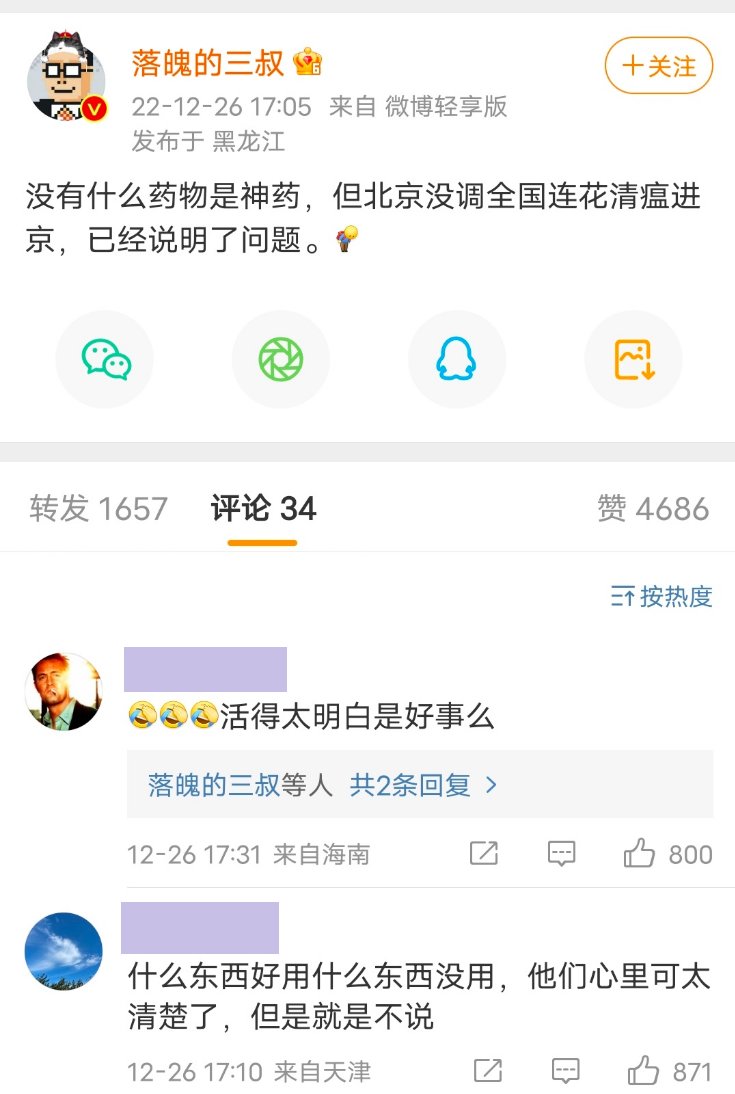 落魄的三叔
22-12-26 17:05 来自 微博轻享版
发布于 黑龙江
+关注
没有什么药物是神药，但北京没调全国连花清瘟进
京，已经说明了问题。
转发 1657 评论 34 赞 4686
按热度
活得太明白是好事么
落魄的三叔等人 共2条回复 >
12-26 17:31 来自海南 800
什么东西好用什么东西没用，他们心里可太
清楚了，但是就是不说
12-26 17:10 来自天津 871